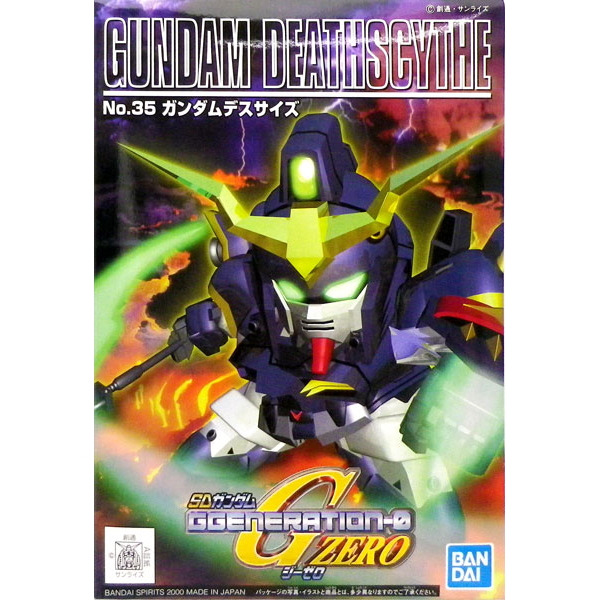 © 創通・サンライズ
GUNDAM DEATHSCYTHE
No.35 ガンダムデスサイズ
SDガンダム
GGENERATION-0
G ZERO
ジーゼロ
創通
サンライズ
BAN
DAI
BANDAI SPIRITS 2000 MADE IN JAPAN
パッケージの写真・イラストと商品とは、多少異なりますのでご了承ください。